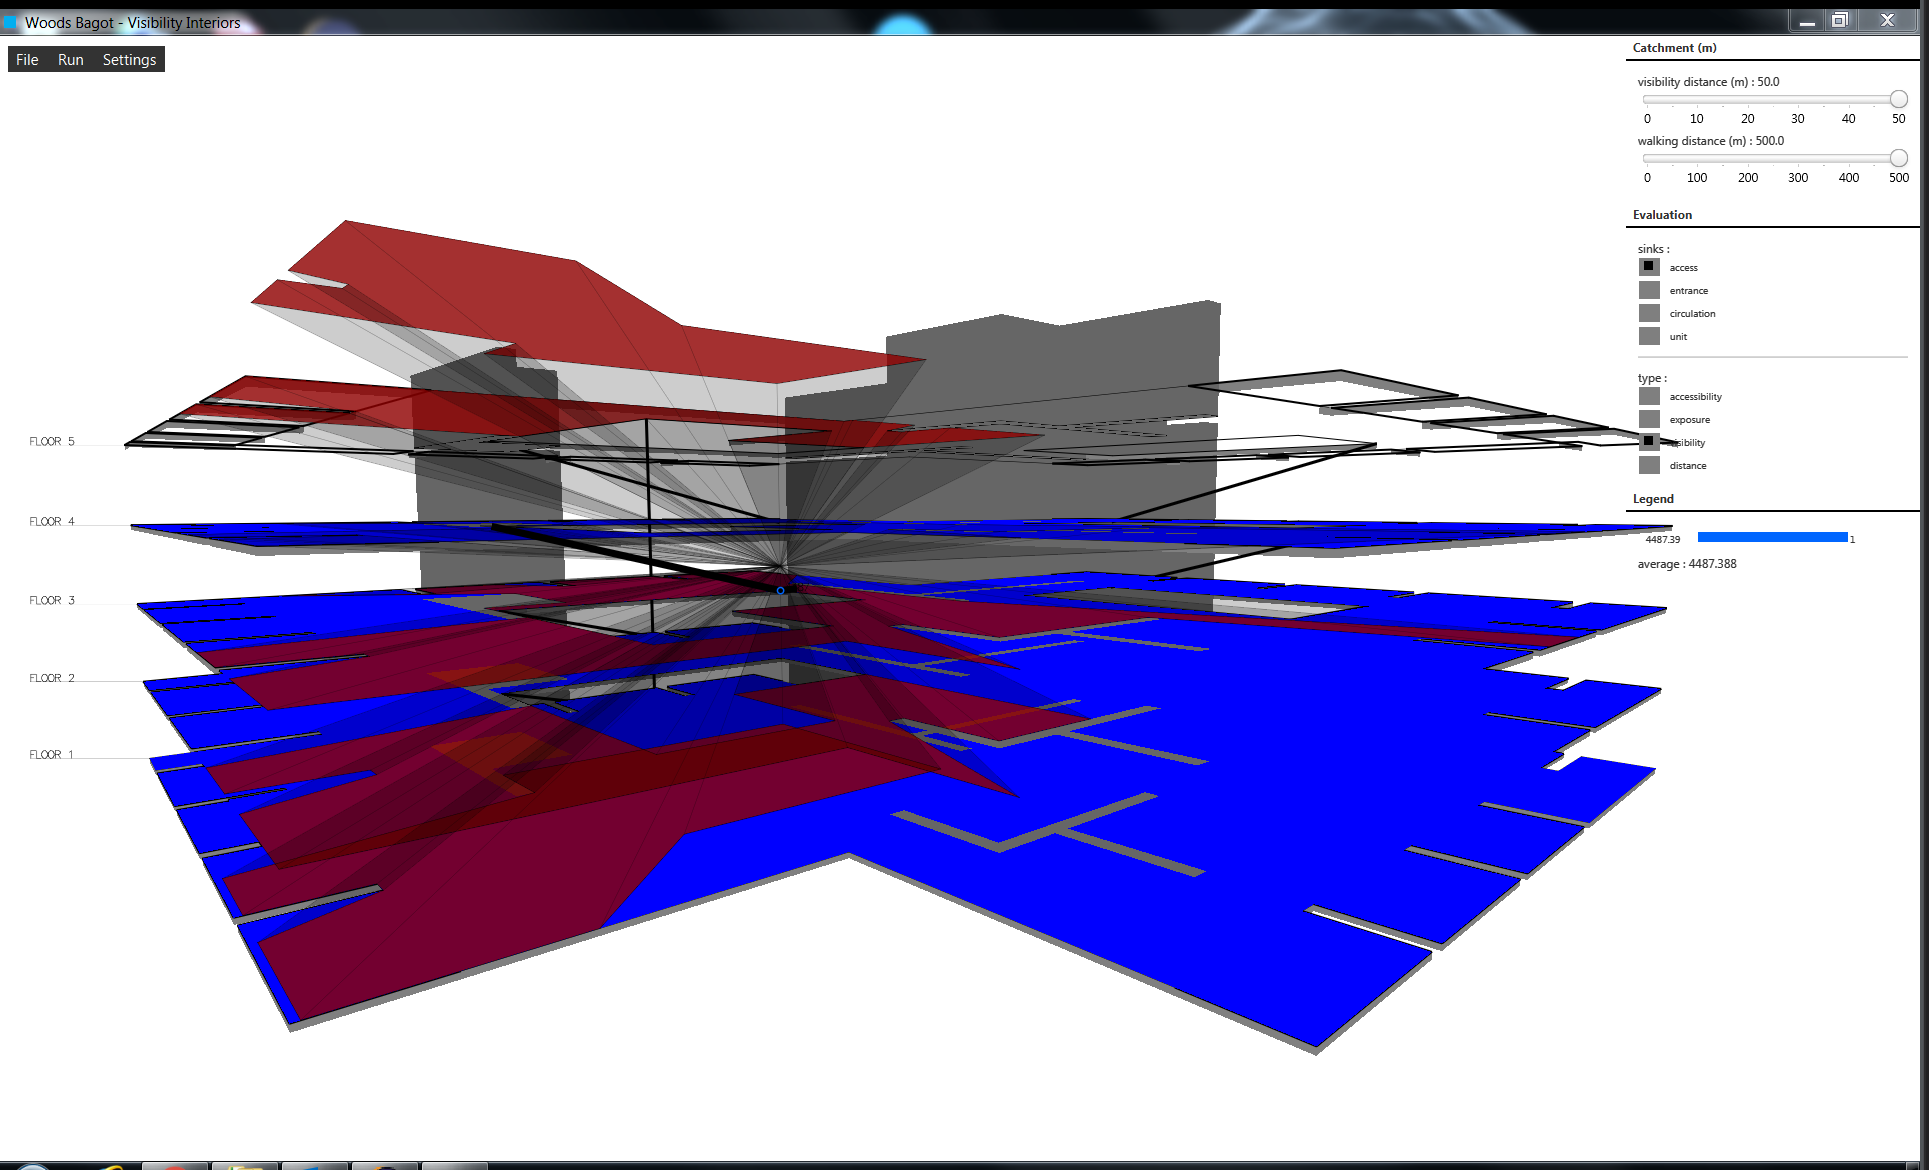 Woods Bagot - Visibility Interiors
File Run Settings
Catchment (m)
visibility distance (m) : 50.0
0 10 20 30 40 50
walking distance (m) : 500.0
0 100 200 300 400 500
Evaluation
sinks :
access
entrance
circulation
unit
type :
accessibility
exposure
visibility
distance
Legend
4487.39 1
average : 4487.388
FLOOR 5
FLOOR 4
FLOOR 3
FLOOR 2
FLOOR 1